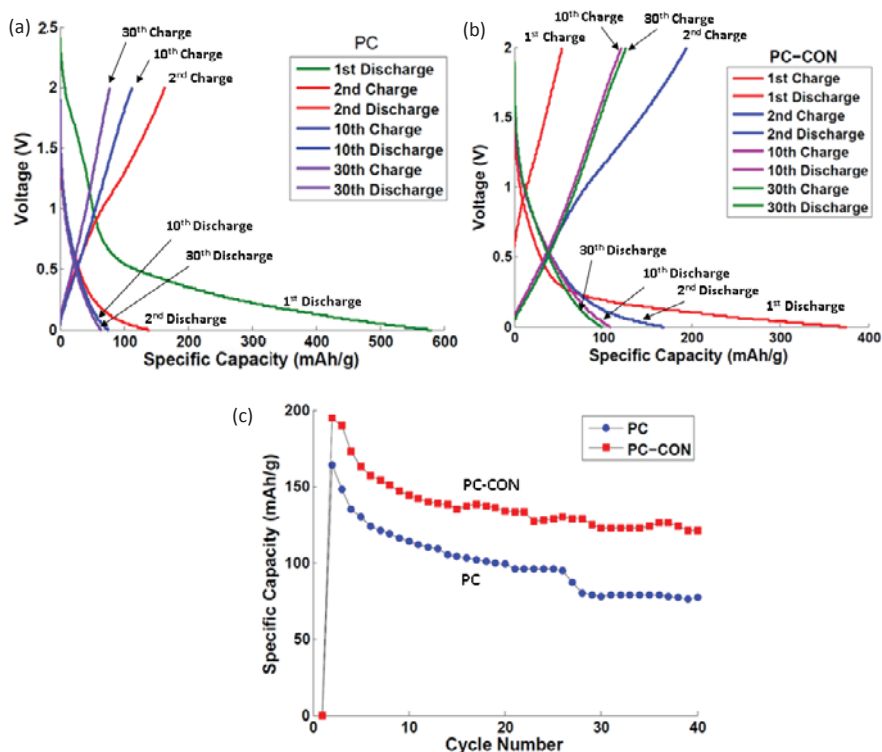 (a)
PC
2.5
2
1.5
1
0.5
0
Voltage (V)
30th Charge
10th Charge
2nd Charge
1st Discharge
2nd Charge
2nd Discharge
10th Charge
10th Discharge
30th Charge
30th Discharge
10th Discharge
30th Discharge
2nd Discharge
1st Discharge
0 100 200 300 400 500 600
Specific Capacity (mAh/g)
(b)
PC-CON
2
1.5
1
0.5
0
Voltage (V)
1st Charge
10th Charge
30th Charge
2nd Charge
1st Charge
1st Discharge
2nd Charge
2nd Discharge
10th Charge
10th Discharge
30th Charge
30th Discharge
30th Discharge
10th Discharge
2nd Discharge
1st Discharge
0 100 200 300 400
Specific Capacity (mAh/g)
(c)
200
150
100
50
0
Specific Capacity (mAh/g)
PC
PC-CON
PC-CON
PC
0 10 20 30 40
Cycle Number